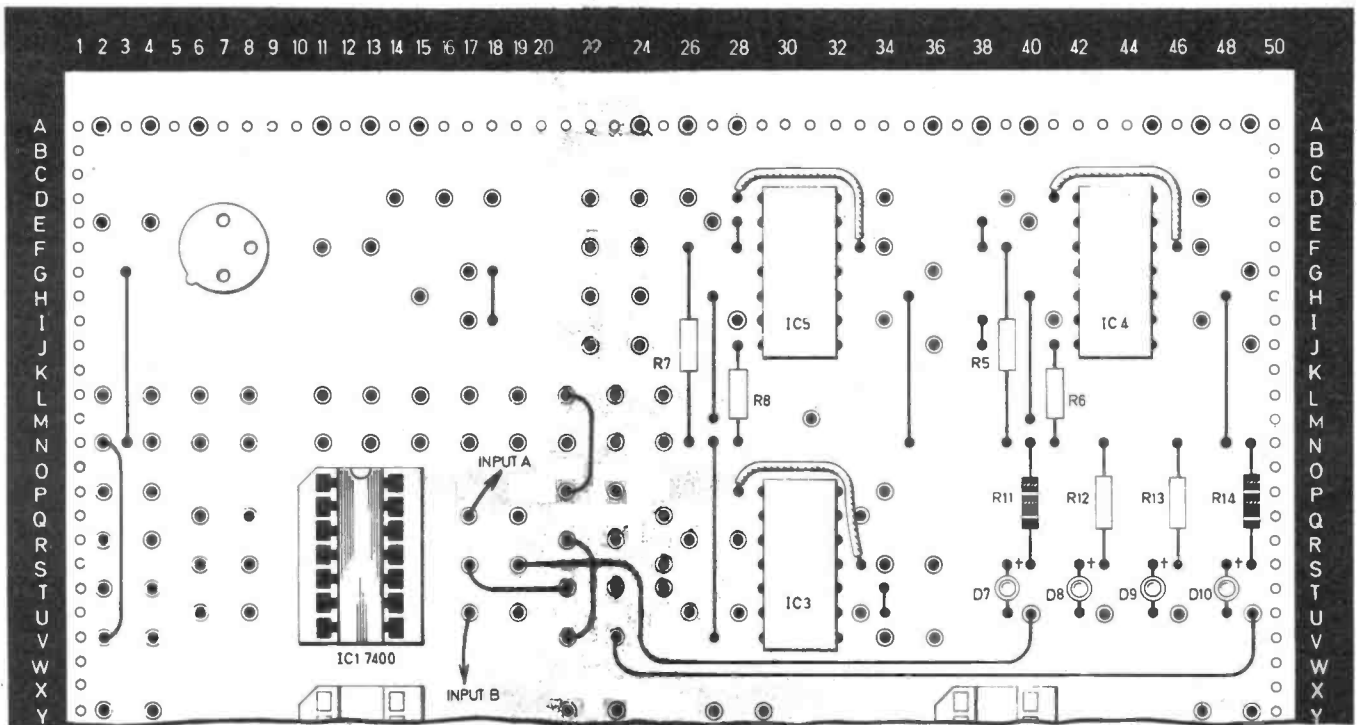 1 2 3 4 5 6 7 8 9 10 11 12 13 14 15 16 17 18 19 20 22 24 26 28 30 32 34 36 38 40 42 44 46 48 50
A A
B B
C C
D D
E E
F F
G G
H H
I IC5 IC4 I
J R7 R5 J
K K
L R8 R6 L
M M
N N
O INPUT A O
P R11 R12 R13 R14 P
Q Q
R R
S + + + + S
T D7 D8 D9 D10 T
U IC3 U
V V
W IC1 7400 W
X INPUT B X
Y Y